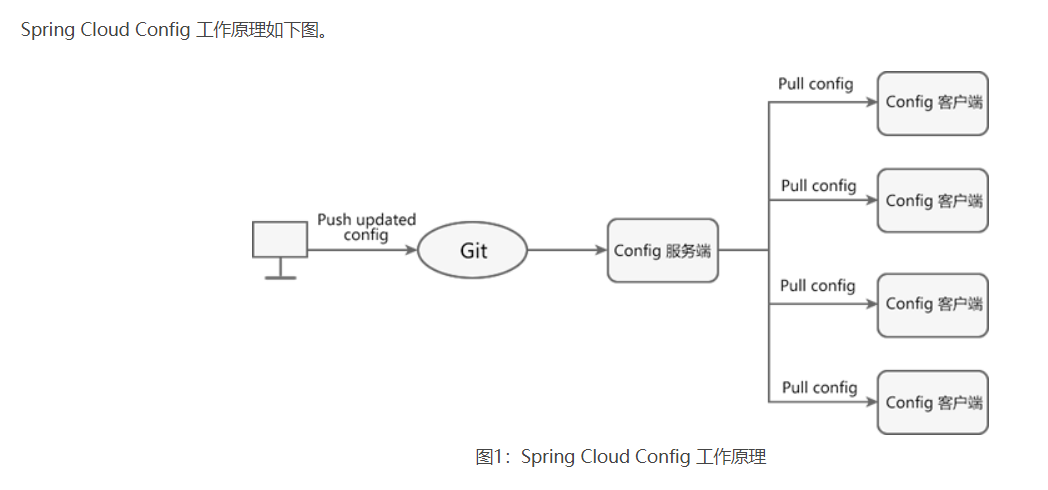 Spring Cloud Config 工作原理如下图。
Push updated
config
Git
Config 服务端
Pull config
Config 客户端
Pull config
Config 客户端
Pull config
Config 客户端
Pull config
Config 客户端
图1：Spring Cloud Config 工作原理